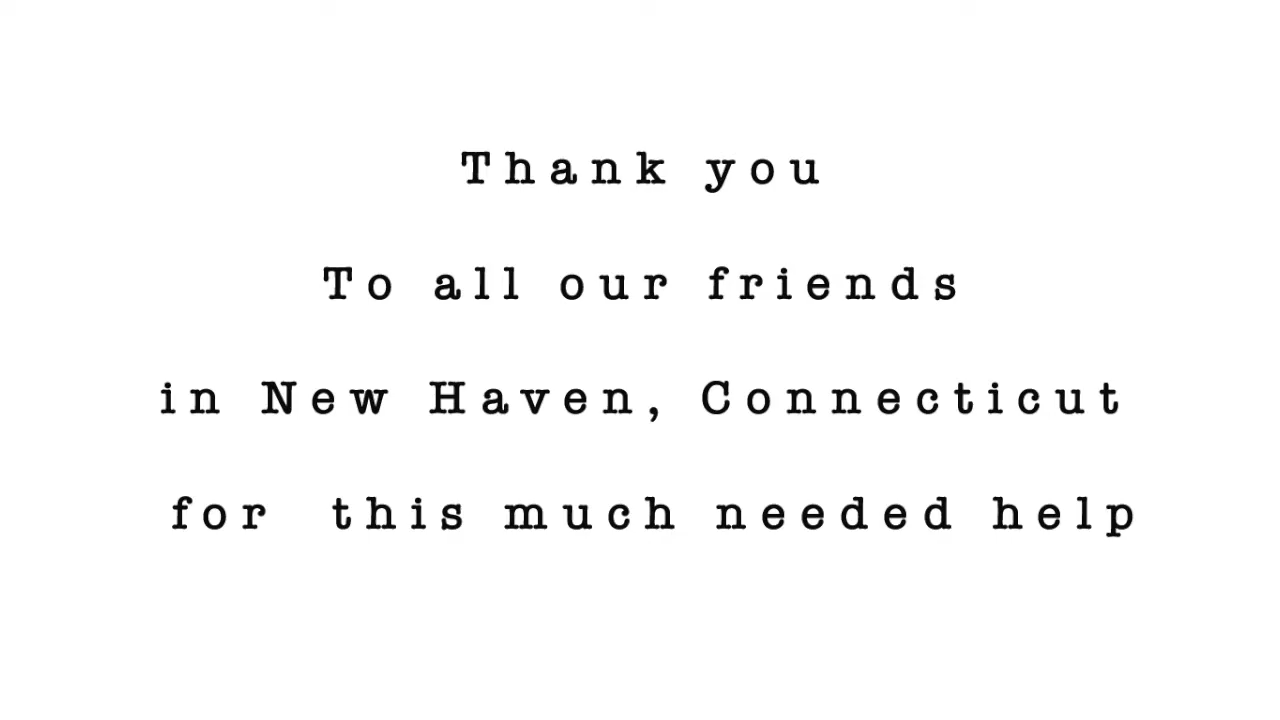 Thank you
To all our friends
in New Haven, Connecticut
for this much needed help